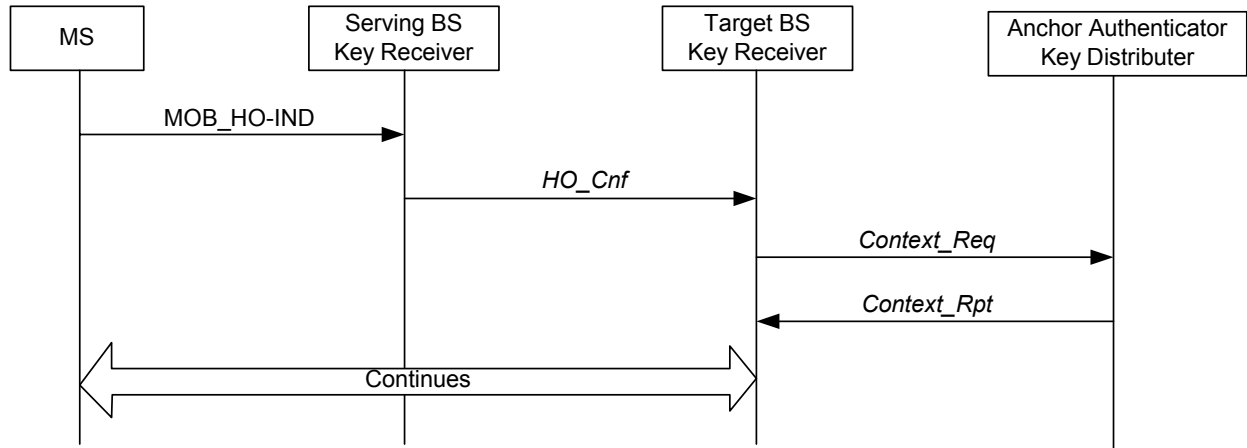 MS
Serving BS
Key Receiver
Target BS
Key Receiver
Anchor Authenticator
Key Distributer
MOB_HO-IND
HO_Cnf
Context_Req
Context_Rpt
Continues